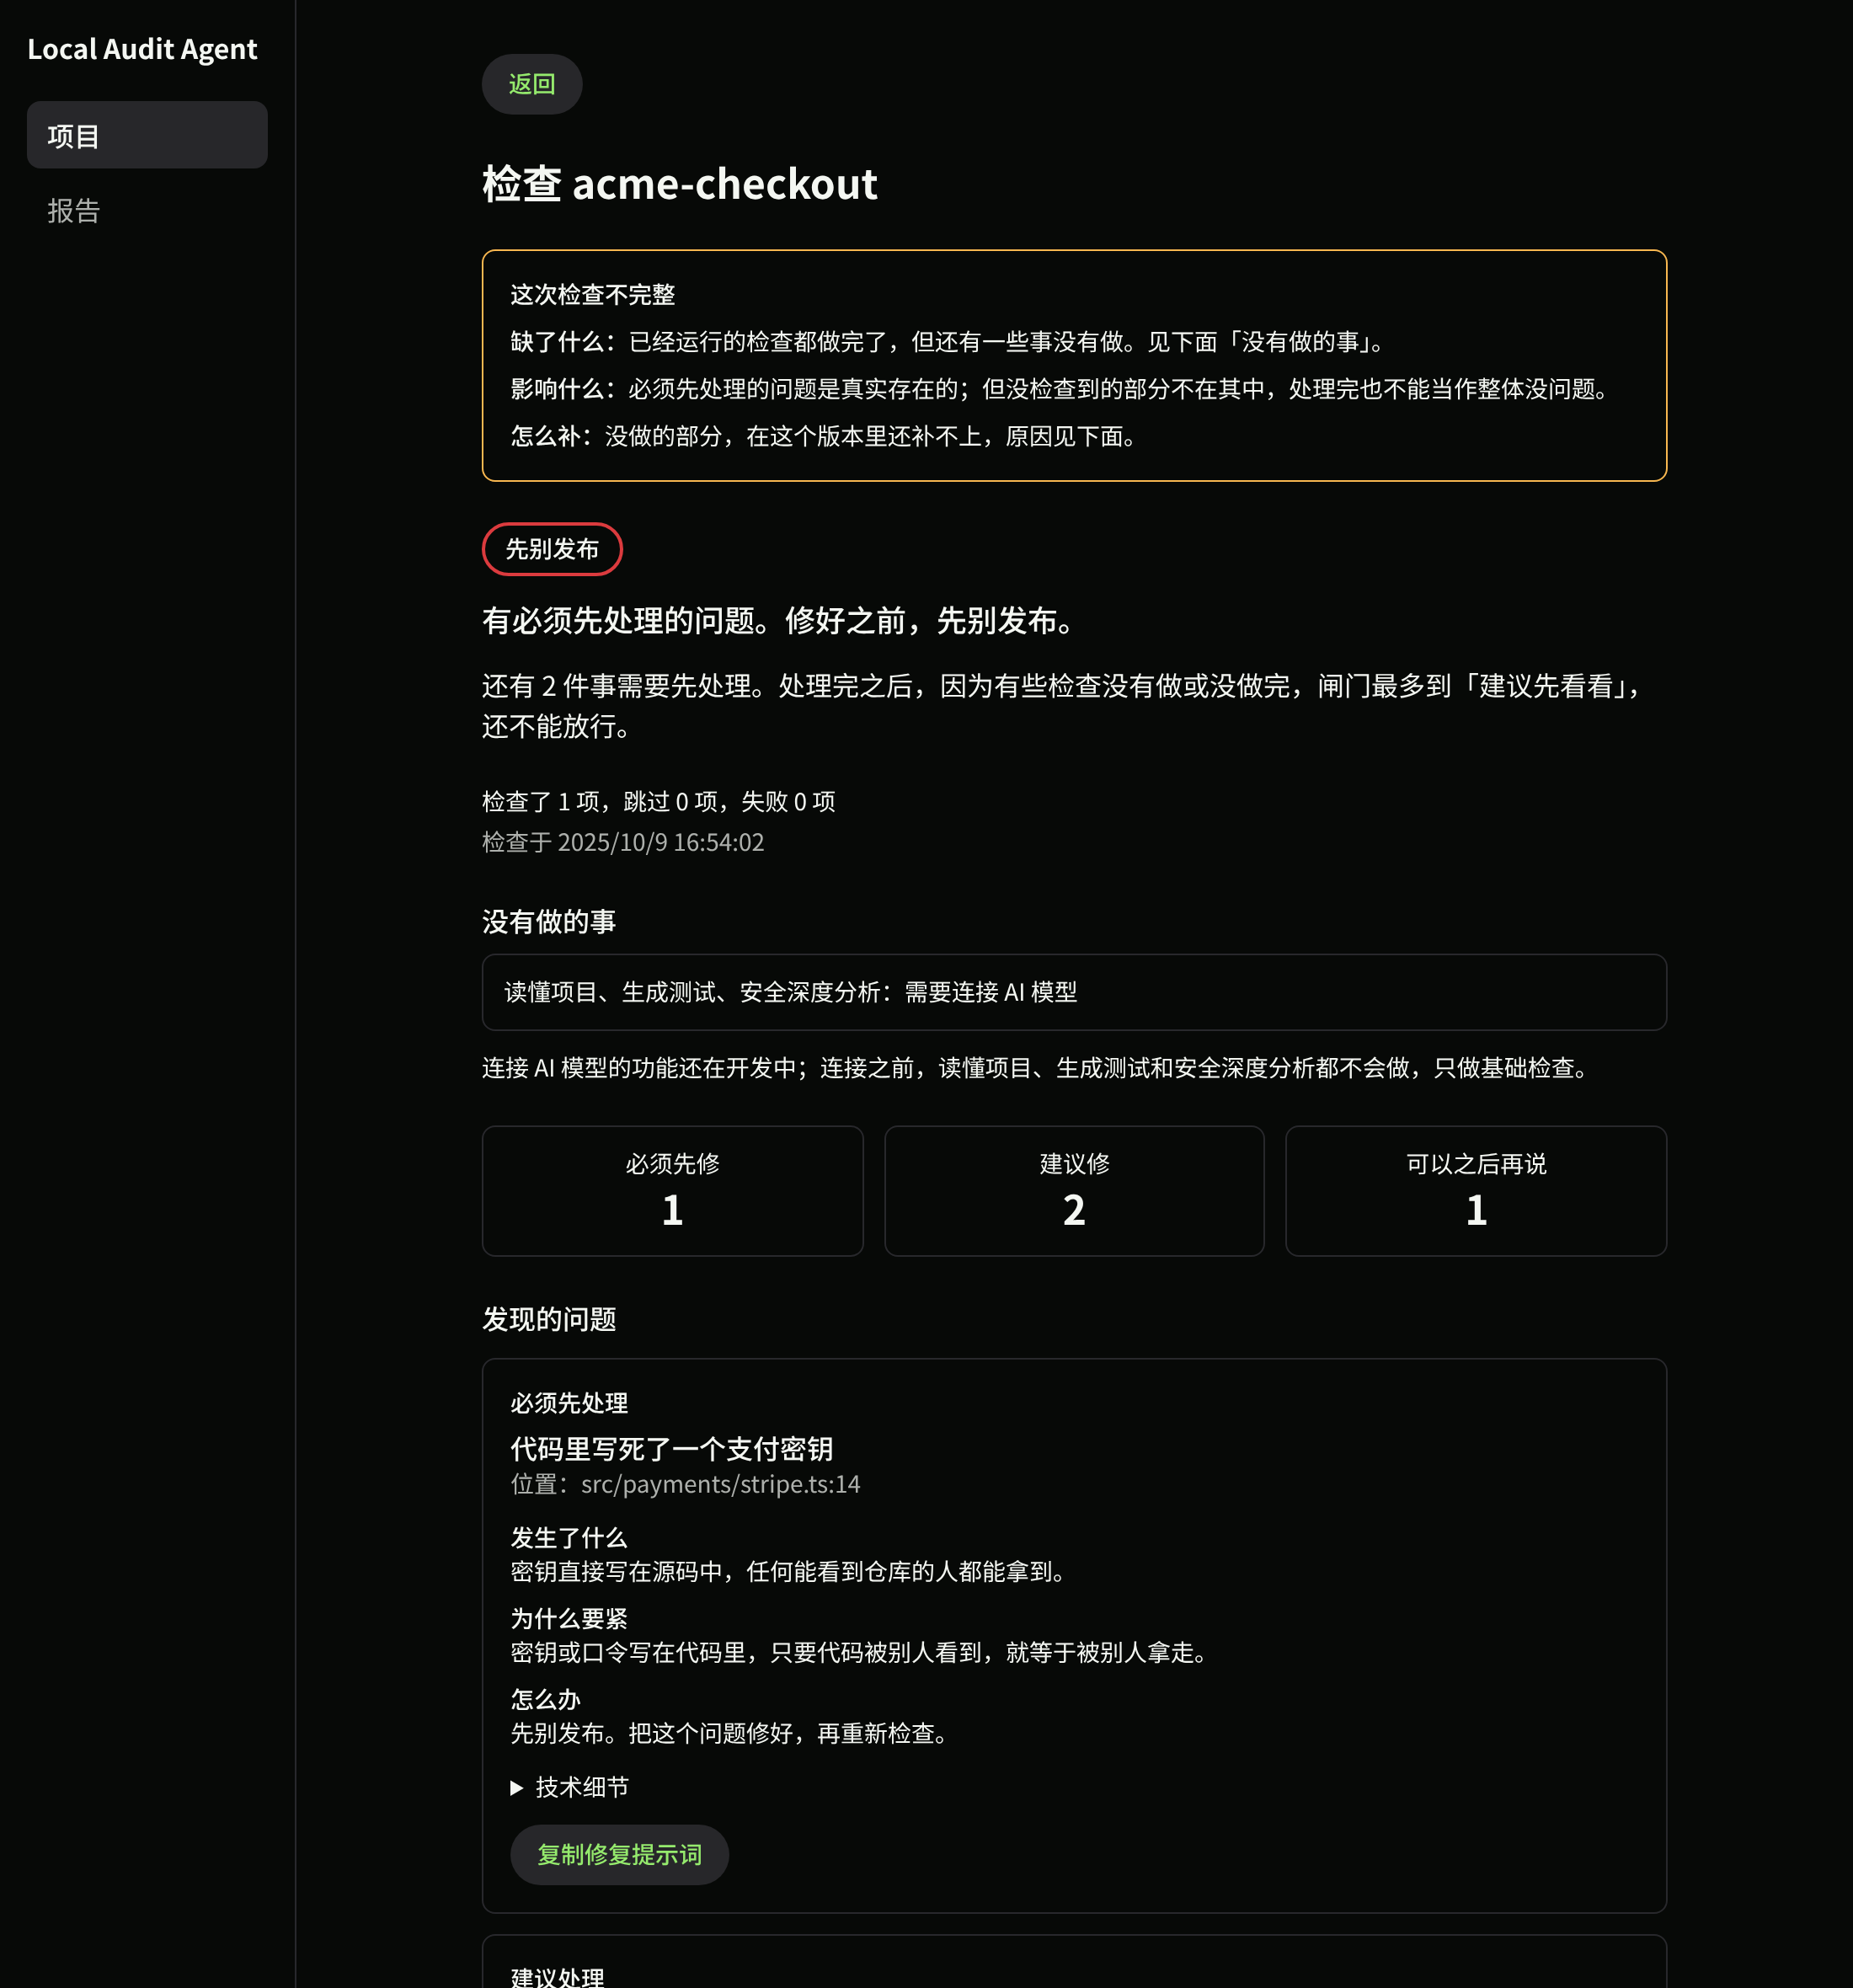 Local Audit Agent
项目
报告
返回
检查 acme-checkout
这次检查不完整
缺了什么：已经运行的检查都做完了，但还有一些事没有做。见下面「没有做的事」。
影响什么：必须先处理的问题是真实存在的；但没检查到的部分不在其中，处理完也不能当作整体没问题。
怎么补：没做的部分，在这个版本里还补不上，原因见下面。
先别发布
有必须先处理的问题。修好之前，先别发布。
还有 2 件事需要先处理。处理完之后，因为有些检查没有做或没做完，闸门最多到「建议先看看」，
还不能放行。
检查了 1 项，跳过 0 项，失败 0 项
检查于 2025/10/9 16:54:02
没有做的事
读懂项目、生成测试、安全深度分析：需要连接 AI 模型
连接 AI 模型的功能还在开发中；连接之前，读懂项目、生成测试和安全深度分析都不会做，只做基础检查。
必须先修
1
建议修
2
可以之后再说
1
发现的问题
必须先处理
代码里写死了一个支付密钥
位置：src/payments/stripe.ts:14
发生了什么
密钥直接写在源码中，任何能看到仓库的人都能拿到。
为什么要紧
密钥或口令写在代码里，只要代码被别人看到，就等于被别人拿走。
怎么办
先别发布。把这个问题修好，再重新检查。
技术细节
复制修复提示词
建议处理